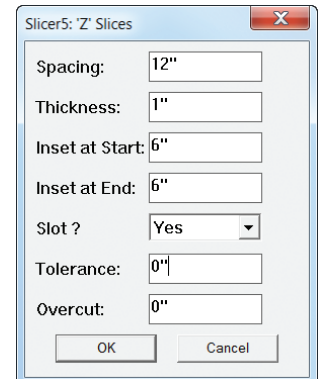 Slicer5: 'Z' Slices
Spacing: 12"
Thickness: 1"
Inset at Start: 6"
Inset at End: 6"
Slot ? Yes
Tolerance: 0"
Overcut: 0"
OK Cancel